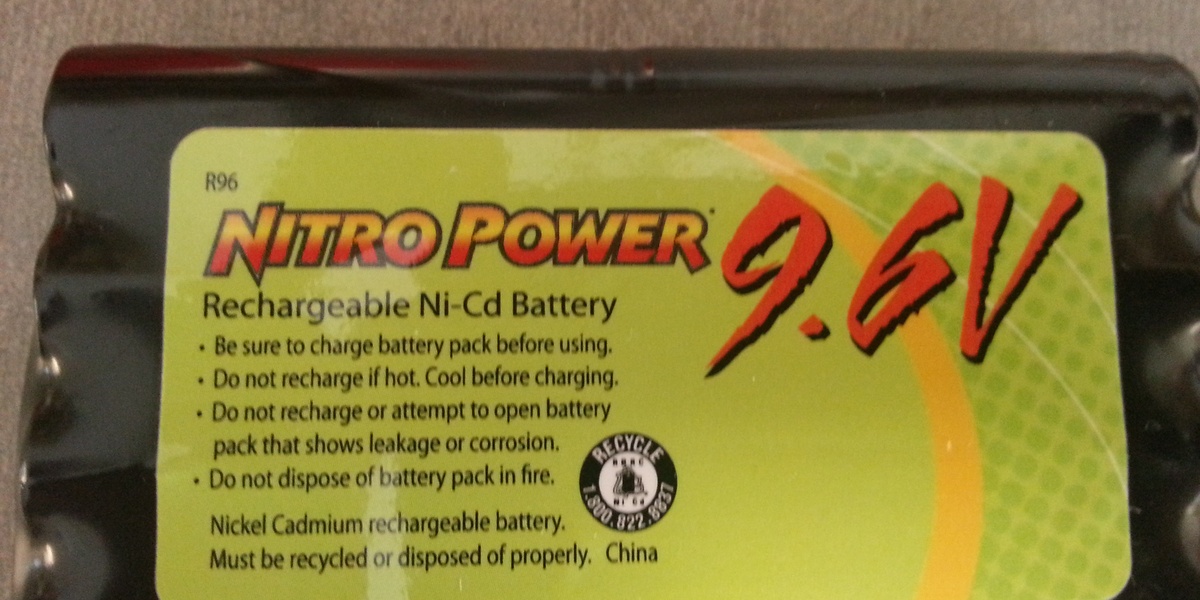 R96
NITRO POWER
9.6V
Rechargeable Ni-Cd Battery
• Be sure to charge battery pack before using.
• Do not recharge if hot. Cool before charging.
• Do not recharge or attempt to open battery
pack that shows leakage or corrosion.
• Do not dispose of battery pack in fire.
RECYCLE
RBRC
Ni Cd
1.800.822.8837
Nickel Cadmium rechargeable battery.
Must be recycled or disposed of properly. China